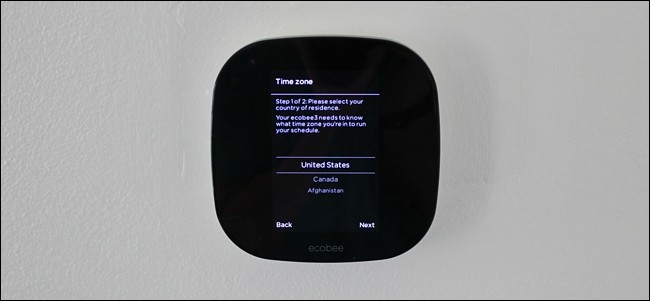 Time zone
Step 1 of 2: Please select your
country of residence.
Your ecobee3 needs to know
what time zone you're in to run
your schedule.
United States
Canada
Afghanistan
Back Next
ecobee